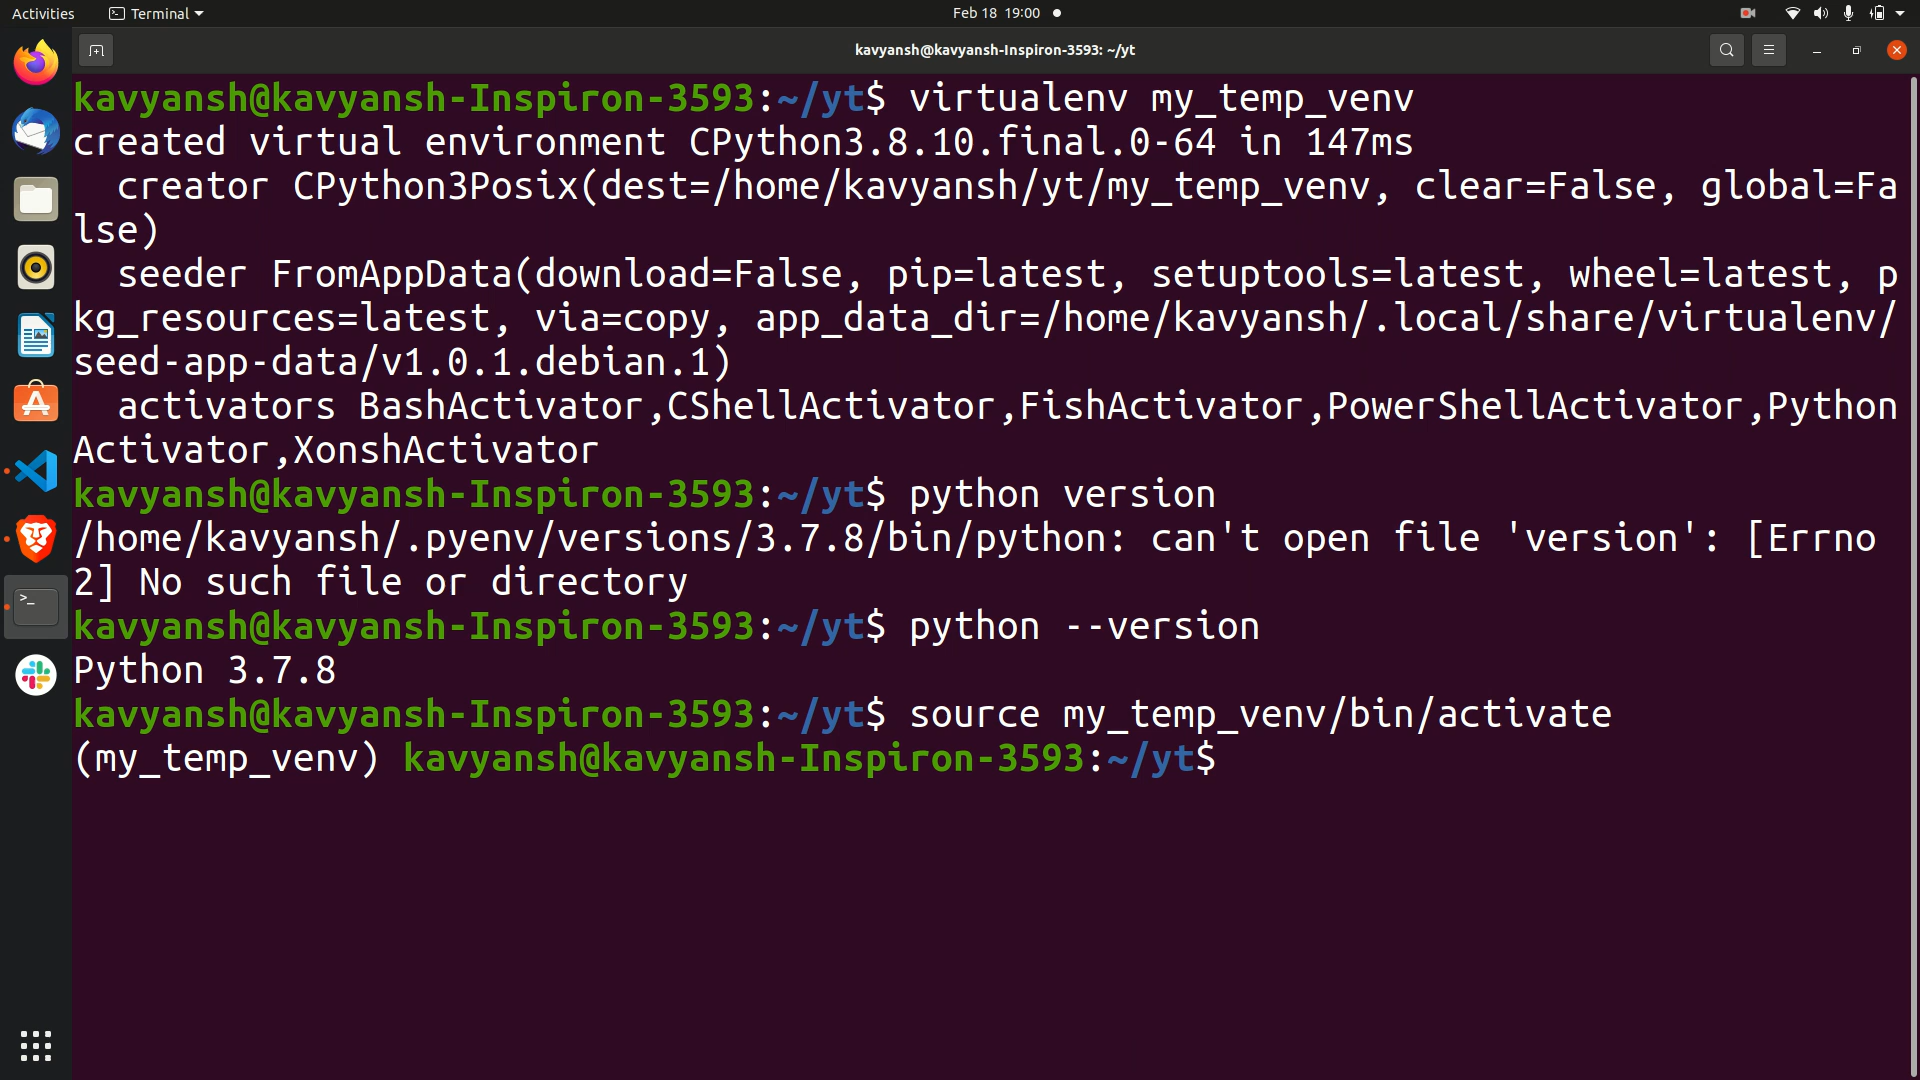 Activities
Terminal
Feb 18 19:00
kavyansh@kavyansh-Inspiron-3593: ~/yt
kavyansh@kavyansh-Inspiron-3593:~/yt$ virtualenv my_temp_venv
created virtual environment CPython3.8.10.final.0-64 in 147ms
  creator CPython3Posix(dest=/home/kavyansh/yt/my_temp_venv, clear=False, global=Fa
lse)
  seeder FromAppData(download=False, pip=latest, setuptools=latest, wheel=latest, p
kg_resources=latest, via=copy, app_data_dir=/home/kavyansh/.local/share/virtualenv/
seed-app-data/v1.0.1.debian.1)
  activators BashActivator,CShellActivator,FishActivator,PowerShellActivator,Python
Activator,XonshActivator
kavyansh@kavyansh-Inspiron-3593:~/yt$ python version
/home/kavyansh/.pyenv/versions/3.7.8/bin/python: can't open file 'version': [Errno
2] No such file or directory
kavyansh@kavyansh-Inspiron-3593:~/yt$ python --version
Python 3.7.8
kavyansh@kavyansh-Inspiron-3593:~/yt$ source my_temp_venv/bin/activate
(my_temp_venv) kavyansh@kavyansh-Inspiron-3593:~/yt$